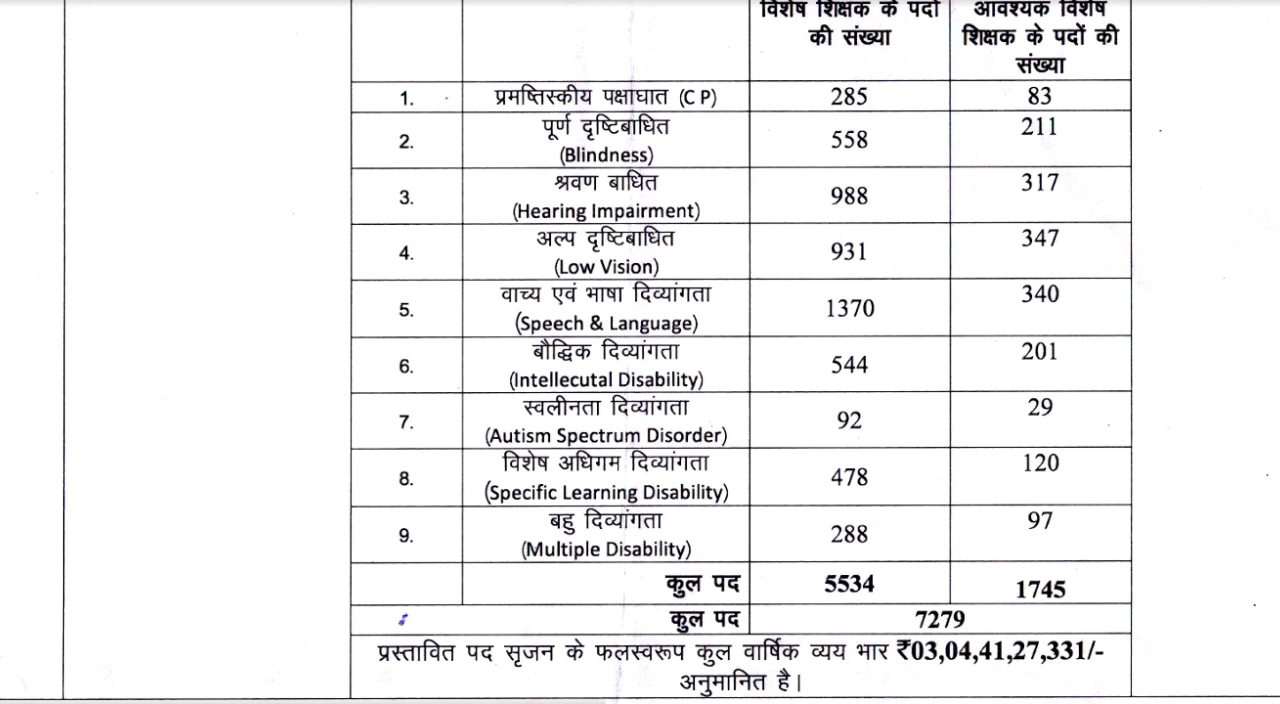 विशेष शिक्षक के पदों
की संख्या
आवश्यक विशेष
शिक्षक के पदों की
संख्या
1. प्रमष्तिस्कीय पक्षाघात (C P) 285 83
2. पूर्ण दृष्टिबाधित
(Blindness) 558 211
3. श्रवण बाधित
(Hearing Impairment) 988 317
4. अल्प दृष्टिबाधित
(Low Vision) 931 347
5. वाच्य एवं भाषा दिव्यांगता
(Speech & Language) 1370 340
6. बौद्धिक दिव्यांगता
(Intellecutal Disability) 544 201
7. स्वलीनता दिव्यांगता
(Autism Spectrum Disorder) 92 29
8. विशेष अधिगम दिव्यांगता
(Specific Learning Disability) 478 120
9. बहु दिव्यांगता
(Multiple Disability) 288 97
कुल पद 5534 1745
कुल पद 7279
प्रस्तावित पद सृजन के फलस्वरूप कुल वार्षिक व्यय भार ₹03,04,41,27,331/-
अनुमानित है।